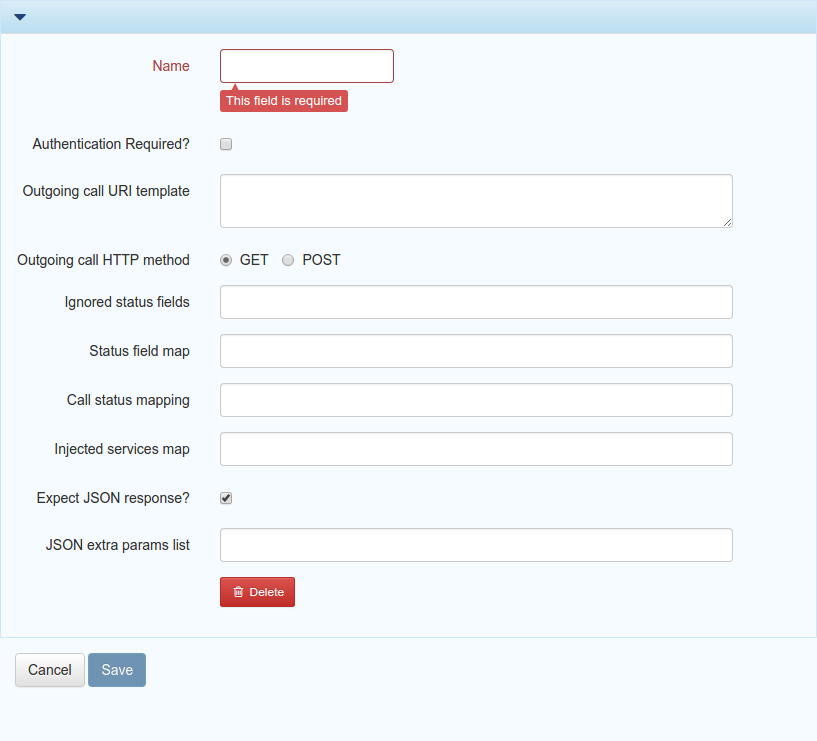 Name
This field is required
Authentication Required?
Outgoing call URI template
Outgoing call HTTP method GET POST
Ignored status fields
Status field map
Call status mapping
Injected services map
Expect JSON response?
JSON extra params list
Delete
Cancel Save